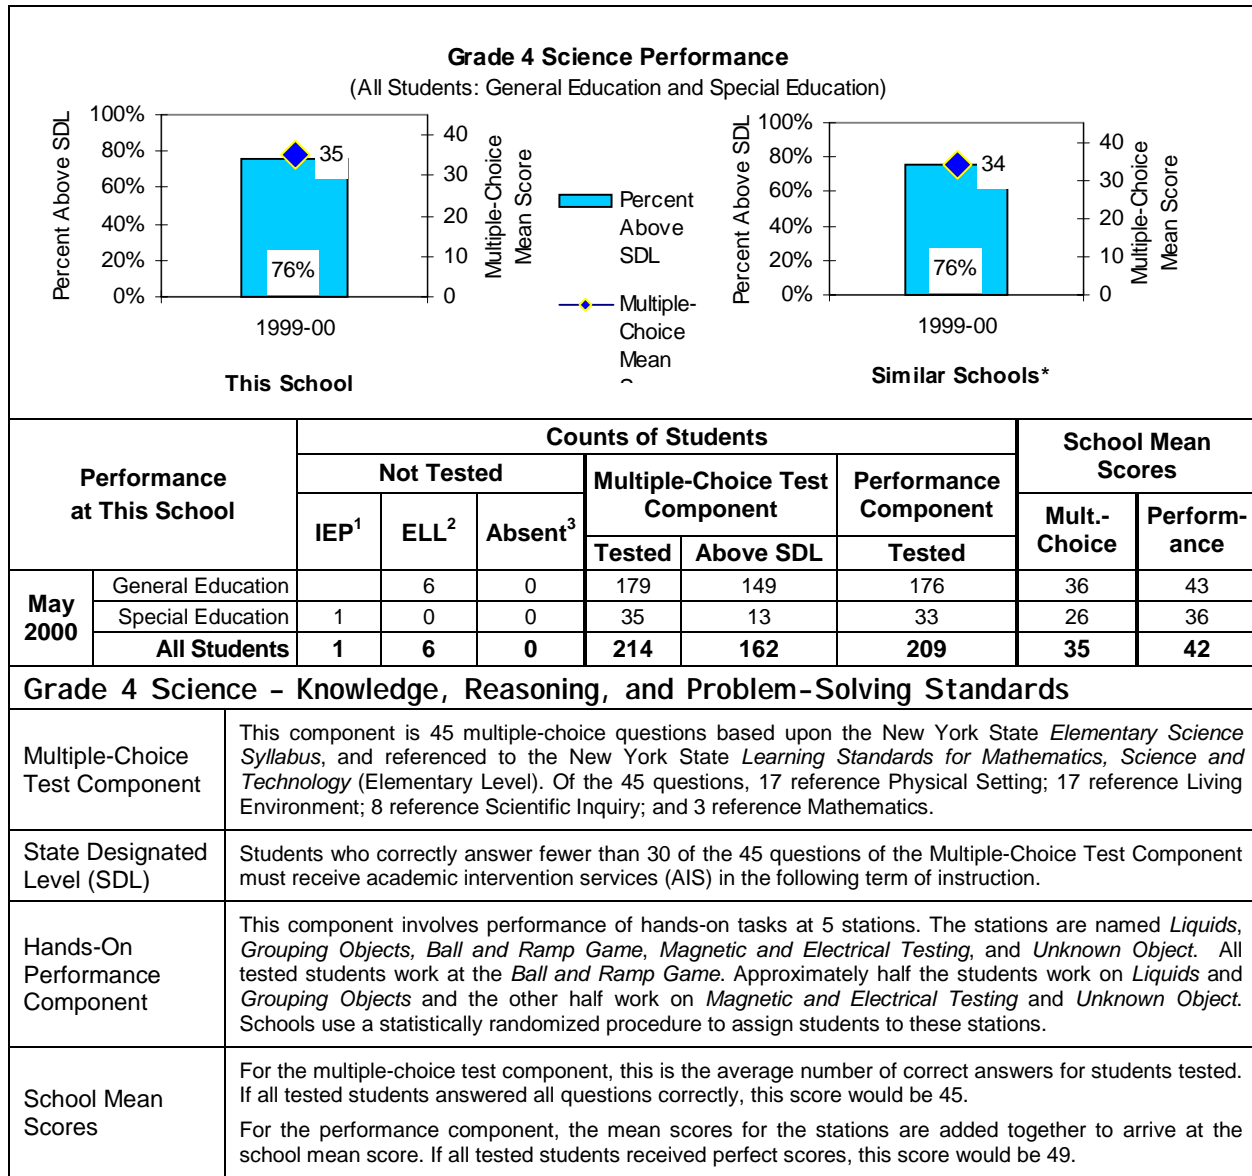 Grade 4 Science Performance
(All Students: General Education and Special Education)
Percent Above SDL
100%
80%
60%
40%
20%
0%
35
76%
40
30
20
10
0
Multiple-Choice
Mean Score
1999-00
This School
Percent
Above
SDL
Multiple-
Choice
Mean
Percent Above SDL
100%
80%
60%
40%
20%
0%
34
76%
40
30
20
10
0
Multiple-Choice
Mean Score
1999-00
Similar Schools*
Performance
at This School
Counts of Students
School Mean
Scores
Not Tested
Multiple-Choice Test
Component
Performance
Component
IEP1 ELL2 Absent3
Tested Above SDL Tested
Mult.-
Choice
Perform-
ance
May
2000
General Education 6 0 179 149 176 36 43
Special Education 1 0 0 35 13 33 26 36
All Students 1 6 0 214 162 209 35 42
Grade 4 Science – Knowledge, Reasoning, and Problem-Solving Standards
Multiple-Choice
Test Component
This component is 45 multiple-choice questions based upon the New York State Elementary Science
Syllabus, and referenced to the New York State Learning Standards for Mathematics, Science and
Technology (Elementary Level). Of the 45 questions, 17 reference Physical Setting; 17 reference Living
Environment; 8 reference Scientific Inquiry; and 3 reference Mathematics.
State Designated
Level (SDL)
Students who correctly answer fewer than 30 of the 45 questions of the Multiple-Choice Test Component
must receive academic intervention services (AIS) in the following term of instruction.
Hands-On
Performance
Component
This component involves performance of hands-on tasks at 5 stations. The stations are named Liquids,
Grouping Objects, Ball and Ramp Game, Magnetic and Electrical Testing, and Unknown Object. All
tested students work at the Ball and Ramp Game. Approximately half the students work on Liquids and
Grouping Objects and the other half work on Magnetic and Electrical Testing and Unknown Object.
Schools use a statistically randomized procedure to assign students to these stations.
School Mean
Scores
For the multiple-choice test component, this is the average number of correct answers for students tested.
If all tested students answered all questions correctly, this score would be 45.
For the performance component, the mean scores for the stations are added together to arrive at the
school mean score. If all tested students received perfect scores, this score would be 49.